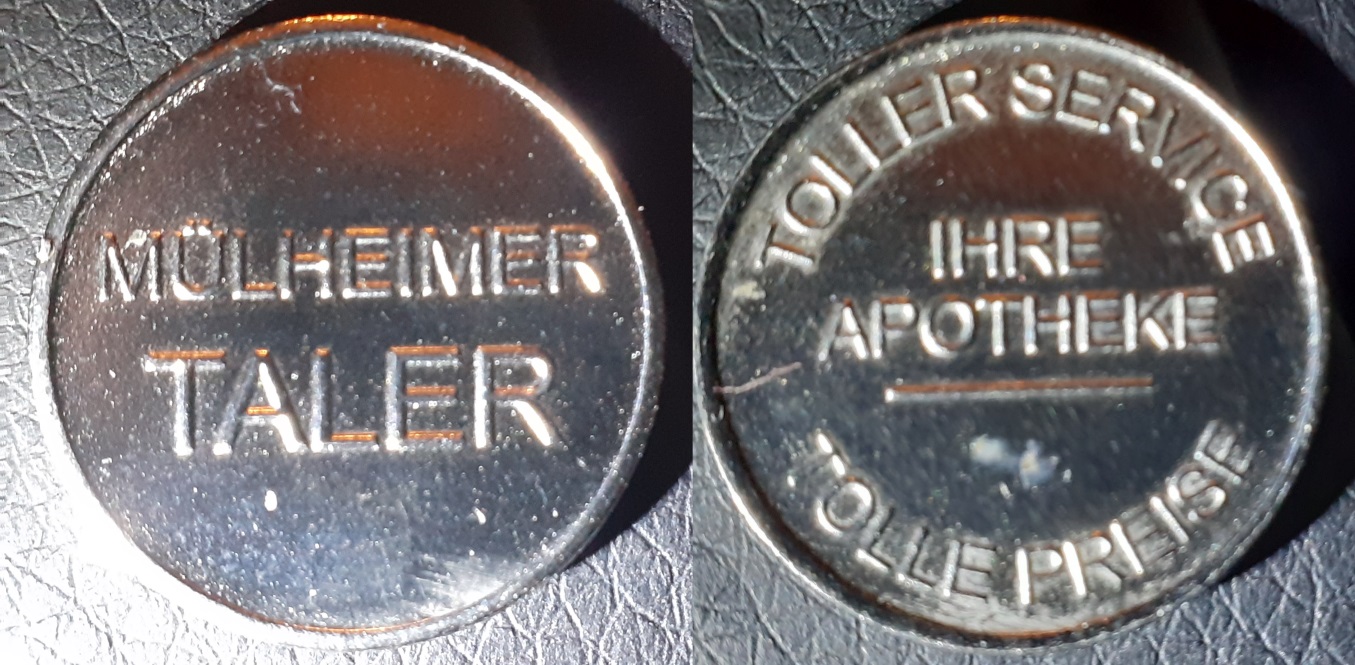 MÜLHEIMER
TALER
TOLLER SERVICE
IHRE
APOTHEKE
TOLLE PREISE